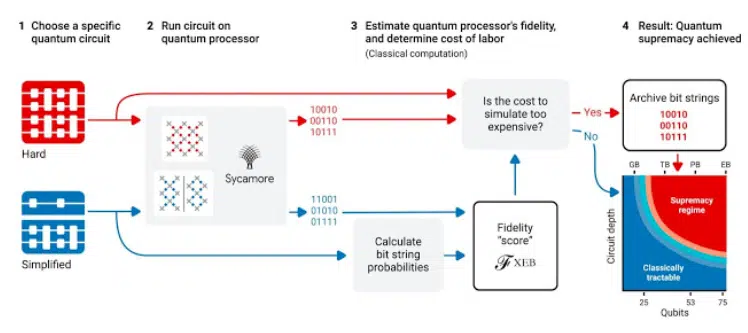 1 Choose a specific
quantum circuit
2 Run circuit on
quantum processor
3 Estimate quantum processor's fidelity,
and determine cost of labor
(Classical computation)
4 Result: Quantum
supremacy achieved
Hard
Simplified
Sycamore
10010
00110
10111
11001
01010
01111
Calculate
bit string
probabilities
Is the cost to
simulate too
expensive?
Fidelity
"score"
ℱ XEB
Yes
No
Archive bit strings
10010
00110
10111
GB TB PB EB
Supremacy
regime
Classically
tractable
Circuit depth
25 53 75
Qubits